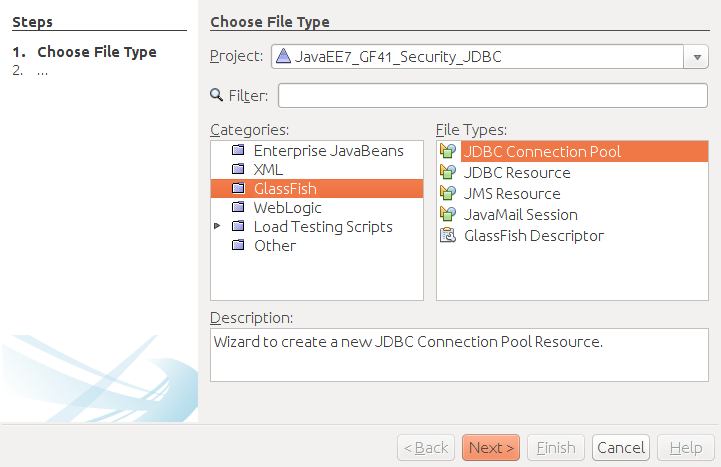 Steps
1. Choose File Type
2. ...
Choose File Type
Project: JavaEE7_GF41_Security_JDBC
Filter:
Categories:
Enterprise JavaBeans
XML
GlassFish
WebLogic
Load Testing Scripts
Other
File Types:
JDBC Connection Pool
JDBC Resource
JMS Resource
JavaMail Session
GlassFish Descriptor
Description:
Wizard to create a new JDBC Connection Pool Resource.
< Back Next > Finish Cancel Help